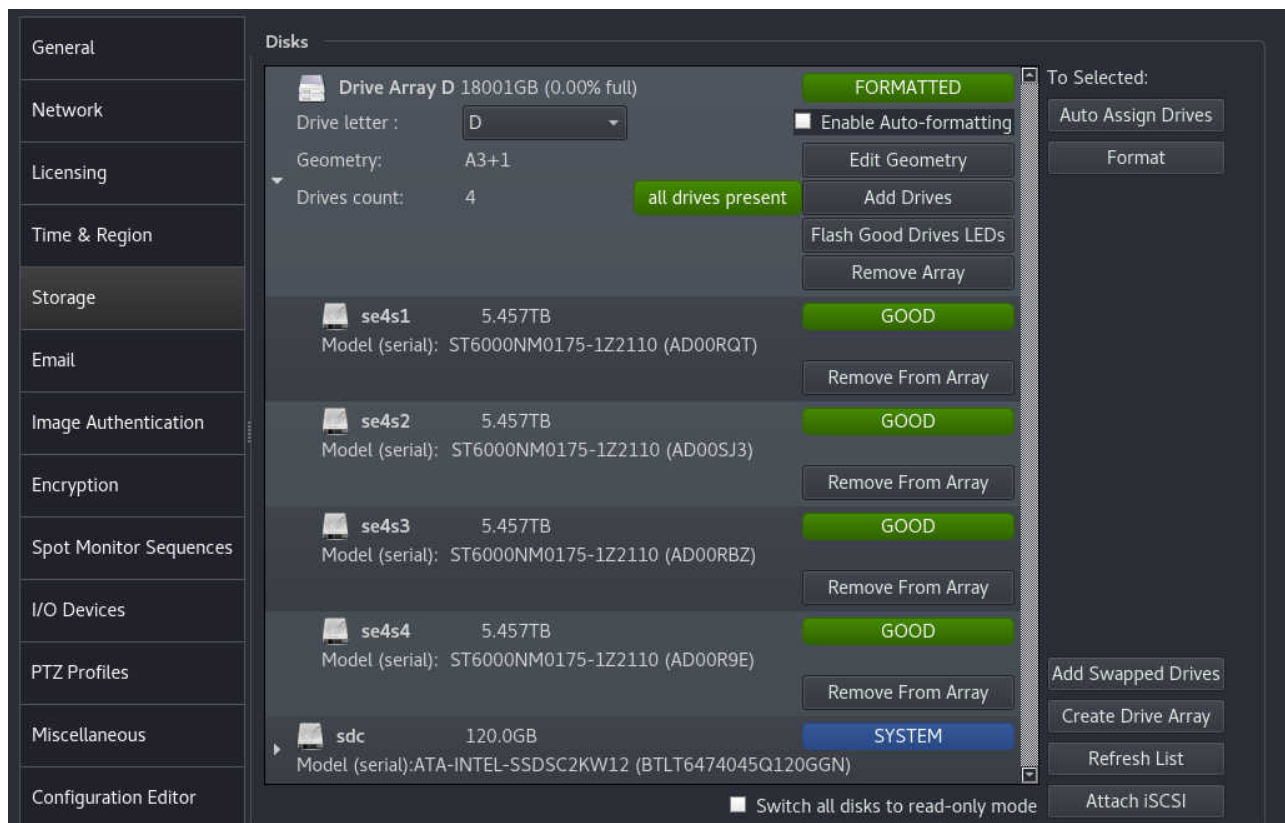 General
Network
Licensing
Time & Region
Storage
Email
Image Authentication
Encryption
Spot Monitor Sequences
I/O Devices
PTZ Profiles
Miscellaneous
Configuration Editor
Disks
Drive Array D 18001GB (0.00% full)
FORMATTED
Drive letter :
D
Enable Auto-formatting
Geometry:
A3+1
Edit Geometry
Drives count:
4
all drives present
Add Drives
Flash Good Drives LEDs
Remove Array
se4s1
5.457TB
GOOD
Model (serial): ST6000NM0175-1Z2110 (AD00RQT)
Remove From Array
se4s2
5.457TB
GOOD
Model (serial): ST6000NM0175-1Z2110 (AD00SJ3)
Remove From Array
se4s3
5.457TB
GOOD
Model (serial): ST6000NM0175-1Z2110 (AD00RBZ)
Remove From Array
se4s4
5.457TB
GOOD
Model (serial): ST6000NM0175-1Z2110 (AD00R9E)
Remove From Array
sdc
120.0GB
SYSTEM
Model (serial):ATA-INTEL-SSDSC2KW12 (BTLT6474045Q120GGN)
Switch all disks to read-only mode
To Selected:
Auto Assign Drives
Format
Add Swapped Drives
Create Drive Array
Refresh List
Attach iSCSI